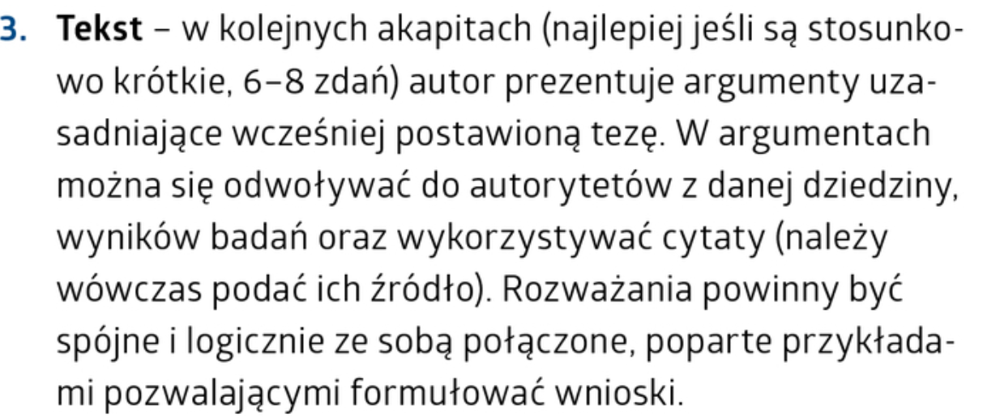 3. Tekst – w kolejnych akapitach (najlepiej jeśli są stosunko-
wo krótkie, 6–8 zdań) autor prezentuje argumenty uza-
sadniające wcześniej postawioną tezę. W argumentach
można się odwoływać do autorytetów z danej dziedziny,
wyników badań oraz wykorzystywać cytaty (należy
wówczas podać ich źródło). Rozważania powinny być
spójne i logicznie ze sobą połączone, poparte przykłada-
mi pozwalającymi formułować wnioski.